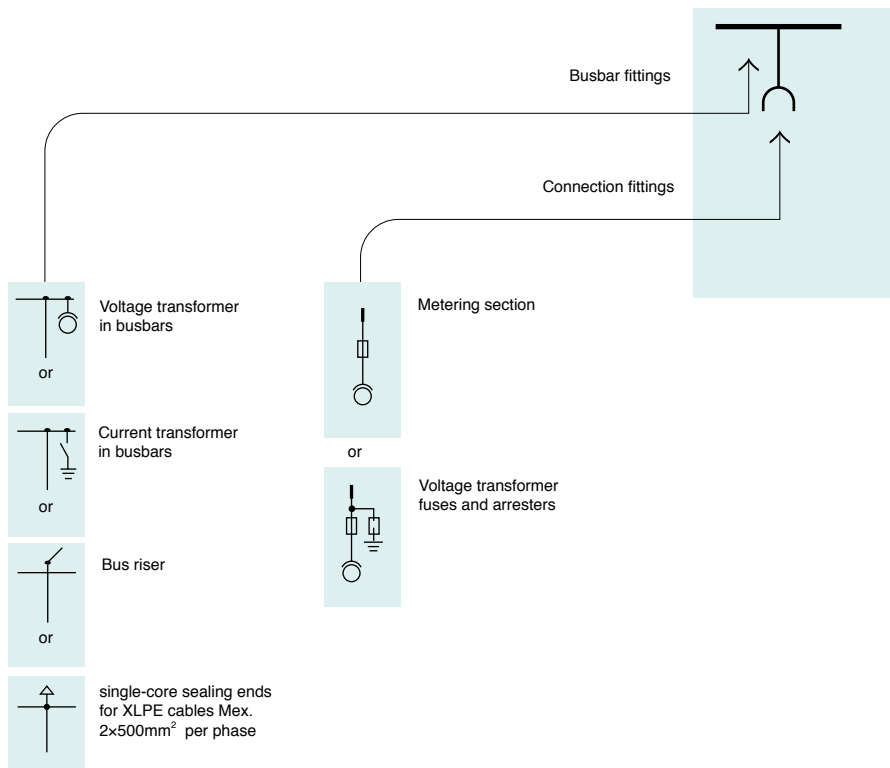 Busbar fittings
Connection fittings
Voltage transformer
in busbars
or
Current transformer
in busbars
or
Bus riser
or
single-core sealing ends
for XLPE cables Mex.
2×500mm² per phase
Metering section
or
Voltage transformer
fuses and arresters